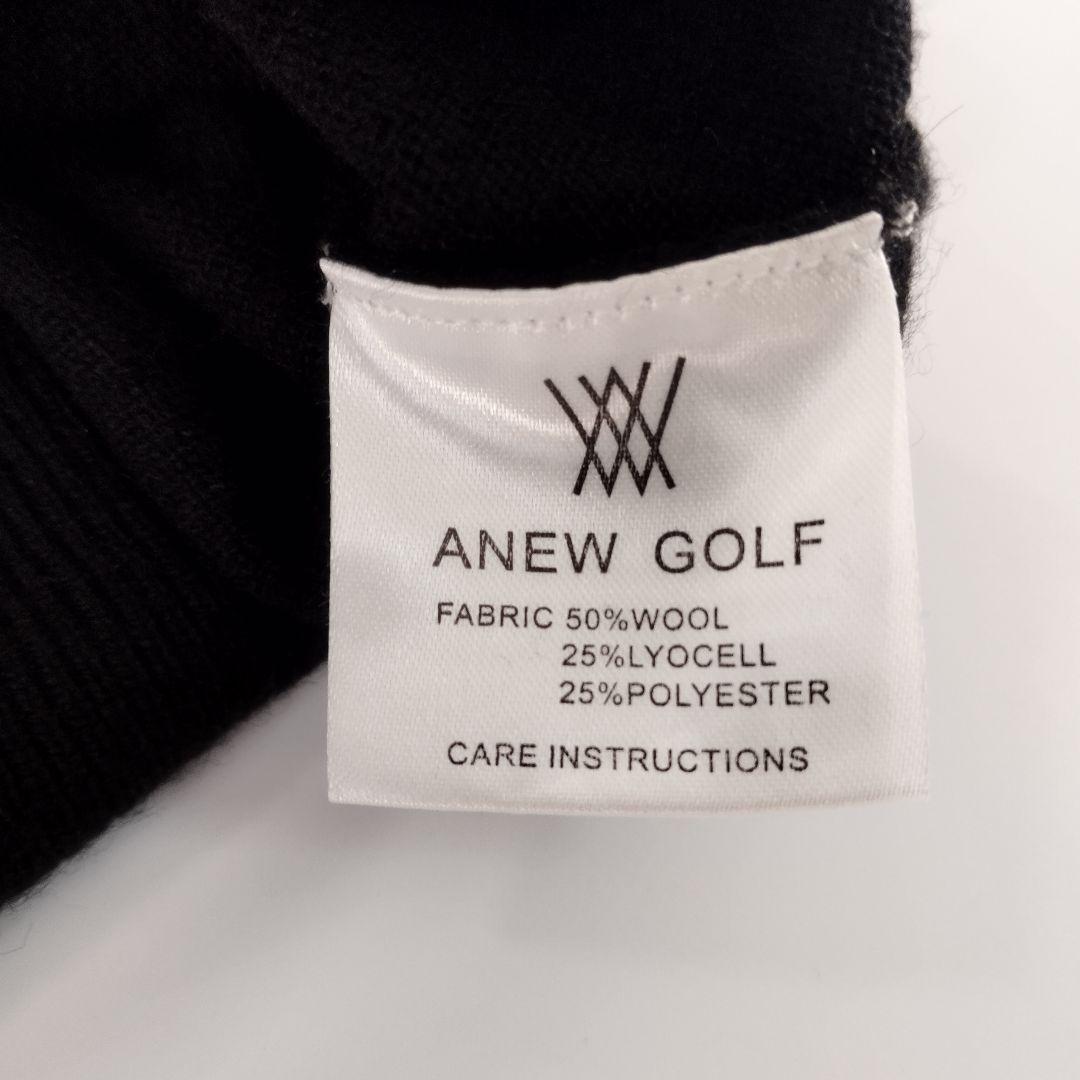 ANEW GOLF
FABRIC 50%WOOL
25%LYOCELL
25%POLYESTER
CARE INSTRUCTIONS